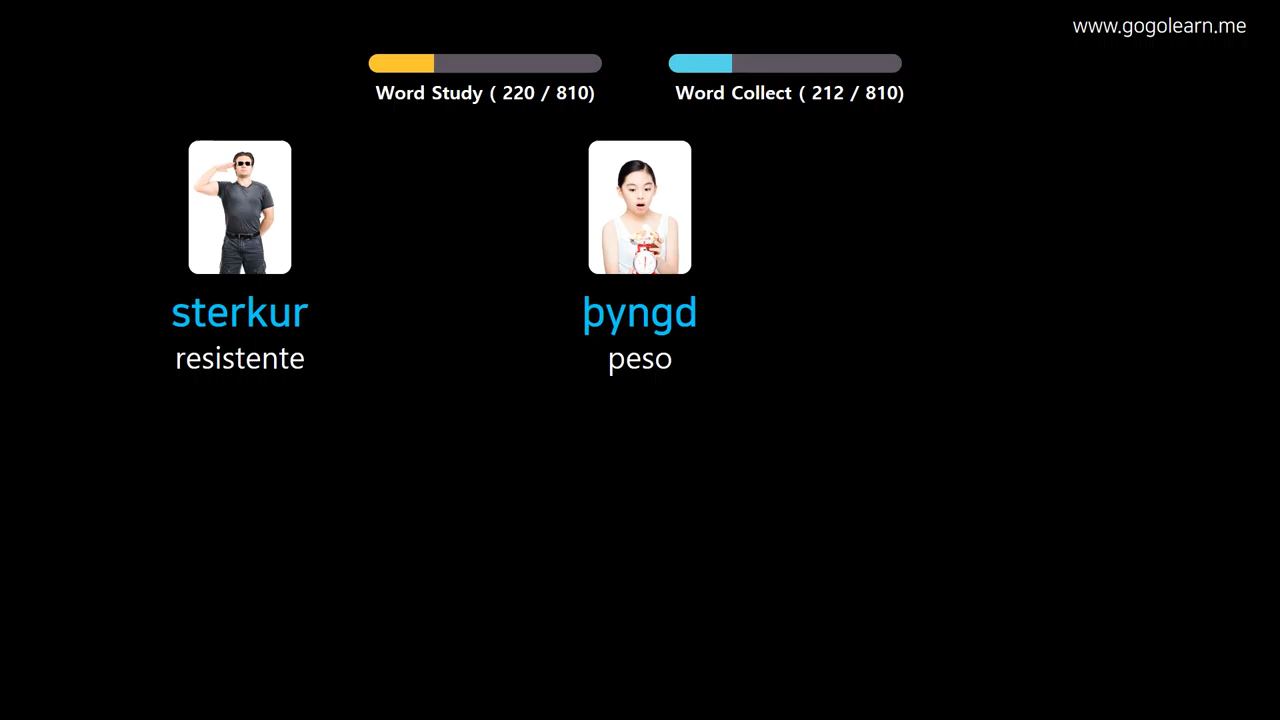 www.gogolearn.me
Word Study ( 220 / 810)
Word Collect ( 212 / 810)
sterkur
resistente
þyngd
peso